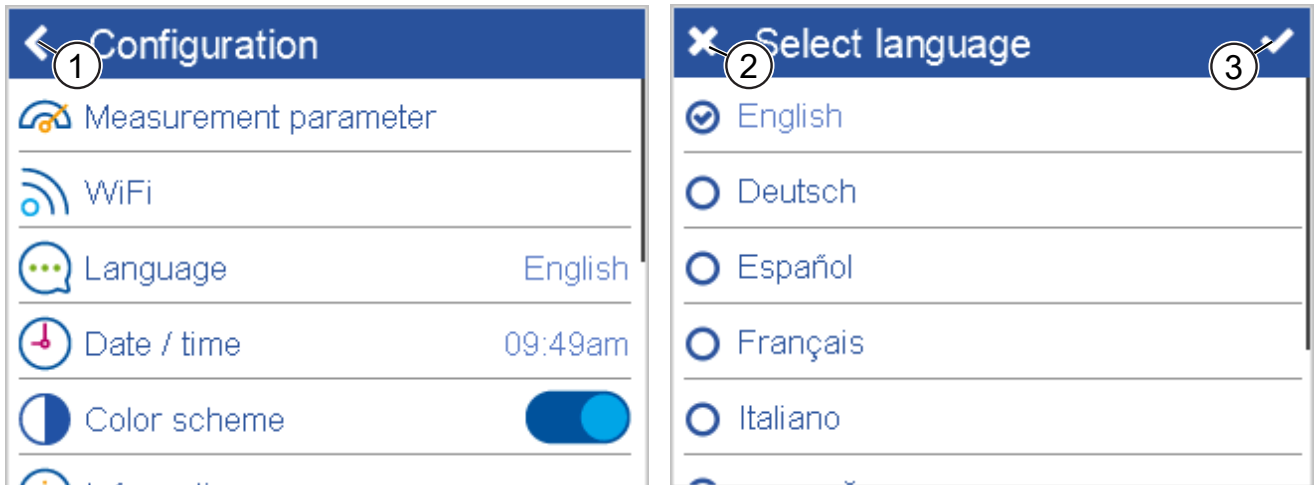 1
Configuration
Measurement parameter
WiFi
Language English
Date / time 09:49am
Color scheme
2
Select language
3
English
Deutsch
Español
Français
Italiano